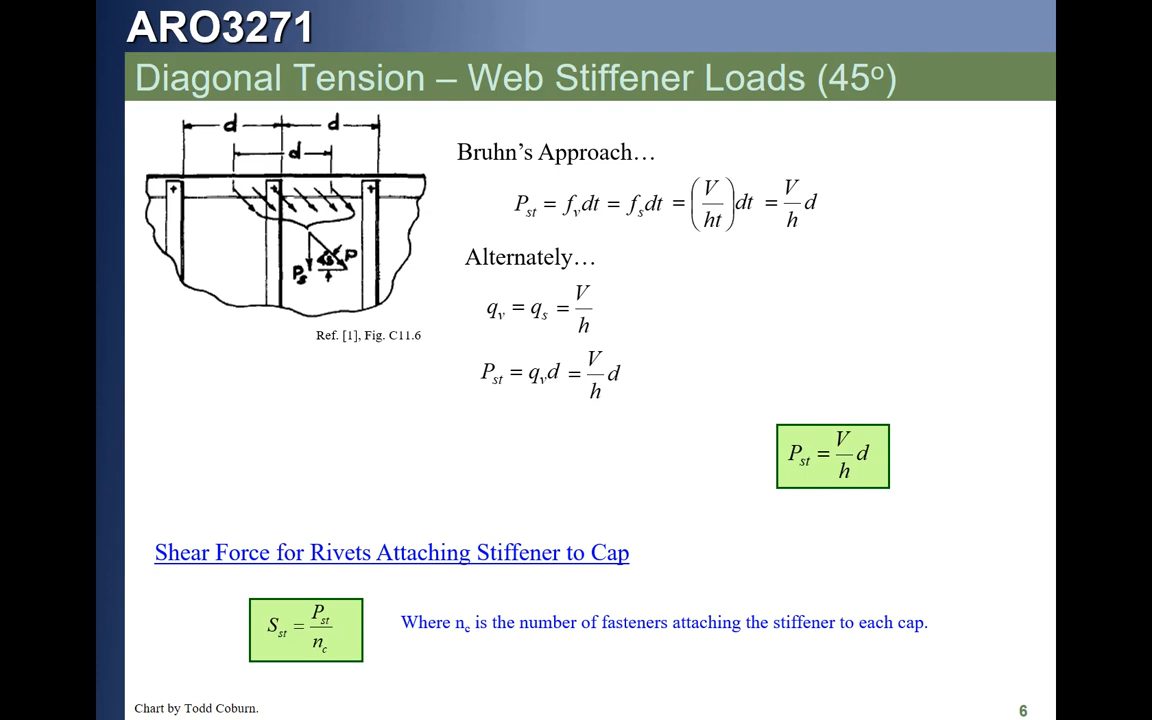 ARO3271
Diagonal Tension – Web Stiffener Loads (45º)
d d
d
45 P
Ps
Ref. [1], Fig. C11.6
Bruhn's Approach…
P_st = f_v dt = f_s dt = (V/ht) dt = V/h d
Alternately…
q_v = q_s = V/h
P_st = q_v d = V/h d
P_st = V/h d
Shear Force for Rivets Attaching Stiffener to Cap
S_st = P_st/n_c
Where n_c is the number of fasteners attaching the stiffener to each cap.
Chart by Todd Coburn.
6